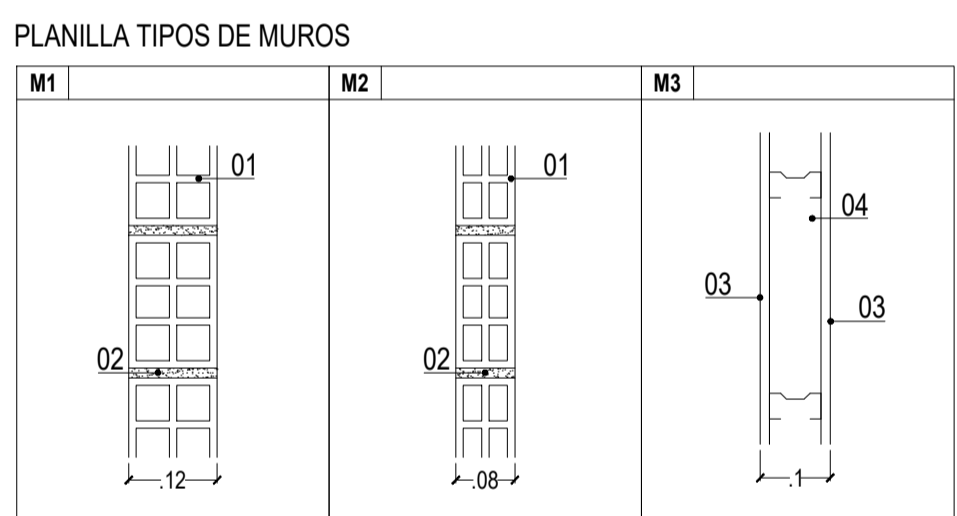 PLANILLA TIPOS DE MUROS
M1
M2
M3
01
02
.12
01
02
.08
04
03
03
.1